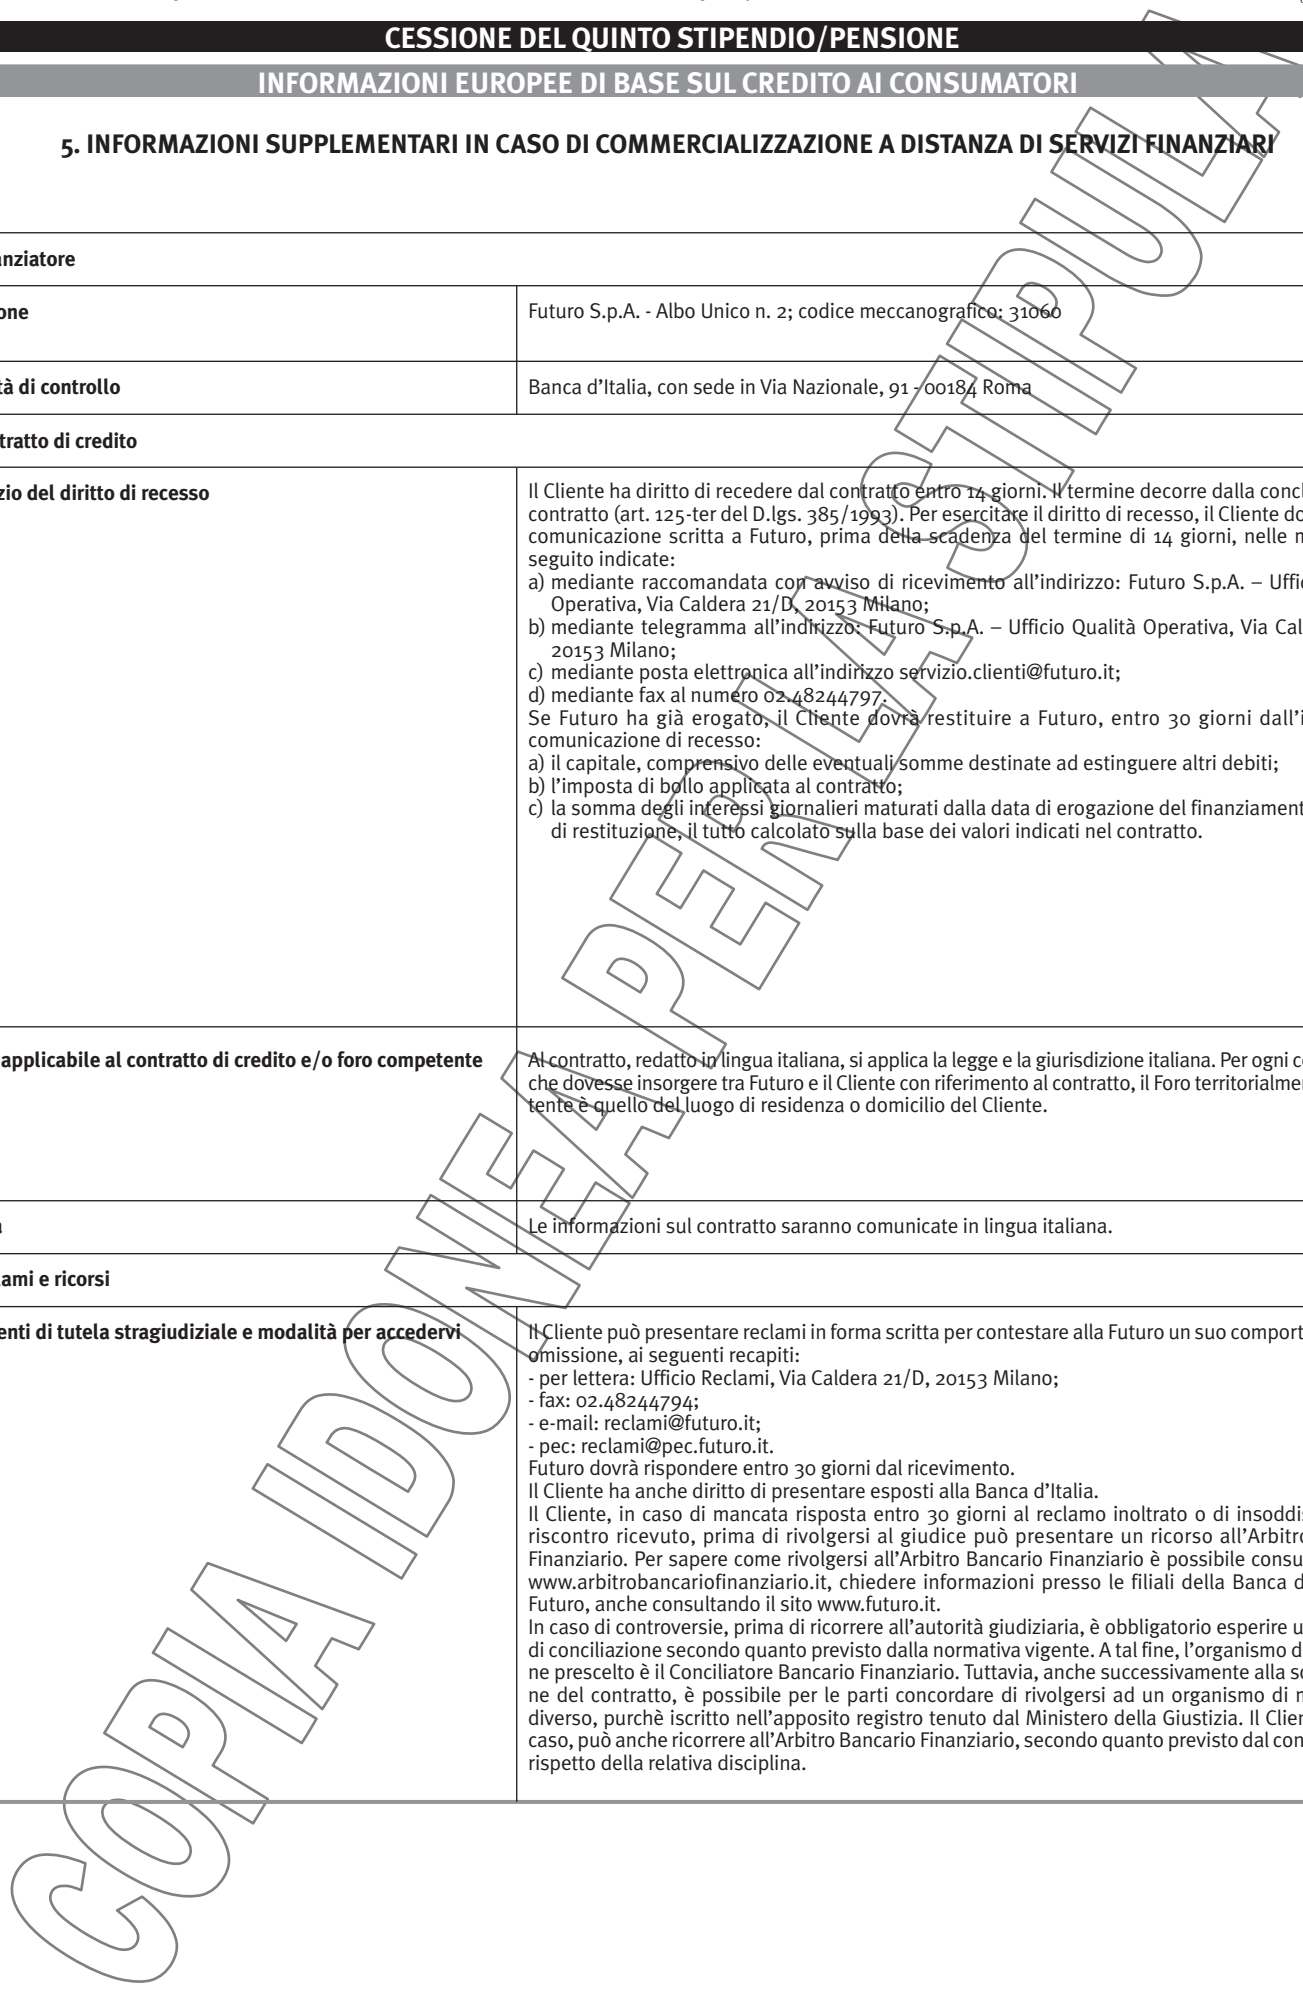 CESSIONE DEL QUINTO STIPENDIO/PENSIONE
INFORMAZIONI EUROPEE DI BASE SUL CREDITO AI CONSUMATORI
5. INFORMAZIONI SUPPLEMENTARI IN CASO DI COMMERCIALIZZAZIONE A DISTANZA DI SERVIZI FINANZIARI
anziatore
one
Futuro S.p.A. - Albo Unico n. 2; codice meccanografico: 31060
tà di controllo
Banca d’Italia, con sede in Via Nazionale, 91 - 00184 Roma
tratto di credito
zio del diritto di recesso
Il Cliente ha diritto di recedere dal contratto entro 14 giorni. Il termine decorre dalla concl
contratto (art. 125-ter del D.lgs. 385/1993). Per esercitare il diritto di recesso, il Cliente do
comunicazione scritta a Futuro, prima della scadenza del termine di 14 giorni, nelle m
seguito indicate:
a) mediante raccomandata con avviso di ricevimento all’indirizzo: Futuro S.p.A. – Uffic
Operativa, Via Caldera 21/D, 20153 Milano;
b) mediante telegramma all’indirizzo: Futuro S.p.A. – Ufficio Qualità Operativa, Via Cal
20153 Milano;
c) mediante posta elettronica all’indirizzo servizio.clienti@futuro.it;
d) mediante fax al numero 02.48244797.
Se Futuro ha già erogato, il Cliente dovrà restituire a Futuro, entro 30 giorni dall’i
comunicazione di recesso:
a) il capitale, comprensivo delle eventuali somme destinate ad estinguere altri debiti;
b) l’imposta di bollo applicata al contratto;
c) la somma degli interessi giornalieri maturati dalla data di erogazione del finanziament
di restituzione, il tutto calcolato sulla base dei valori indicati nel contratto.
applicabile al contratto di credito e/o foro competente
Al contratto, redatto in lingua italiana, si applica la legge e la giurisdizione italiana. Per ogni co
che dovesse insorgere tra Futuro e il Cliente con riferimento al contratto, il Foro territorialmen
tente è quello del luogo di residenza o domicilio del Cliente.
a
Le informazioni sul contratto saranno comunicate in lingua italiana.
ami e ricorsi
enti di tutela stragiudiziale e modalità per accedervi
Il Cliente può presentare reclami in forma scritta per contestare alla Futuro un suo comport
omissione, ai seguenti recapiti:
- per lettera: Ufficio Reclami, Via Caldera 21/D, 20153 Milano;
- fax: 02.48244794;
- e-mail: reclami@futuro.it;
- pec: reclami@pec.futuro.it.
Futuro dovrà rispondere entro 30 giorni dal ricevimento.
Il Cliente ha anche diritto di presentare esposti alla Banca d’Italia.
Il Cliente, in caso di mancata risposta entro 30 giorni al reclamo inoltrato o di insoddis
riscontro ricevuto, prima di rivolgersi al giudice può presentare un ricorso all’Arbitro
Finanziario. Per sapere come rivolgersi all’Arbitro Bancario Finanziario è possibile consu
www.arbitrobancariofinanziario.it, chiedere informazioni presso le filiali della Banca d
Futuro, anche consultando il sito www.futuro.it.
In caso di controversie, prima di ricorrere all’autorità giudiziaria, è obbligatorio esperire u
di conciliazione secondo quanto previsto dalla normativa vigente. A tal fine, l’organismo d
ne prescelto è il Conciliatore Bancario Finanziario. Tuttavia, anche successivamente alla so
ne del contratto, è possibile per le parti concordare di rivolgersi ad un organismo di m
diverso, purchè iscritto nell’apposito registro tenuto dal Ministero della Giustizia. Il Clien
caso, può anche ricorrere all’Arbitro Bancario Finanziario, secondo quanto previsto dal con
rispetto della relativa disciplina.
COPIA IDONEA PER LA STIPULA